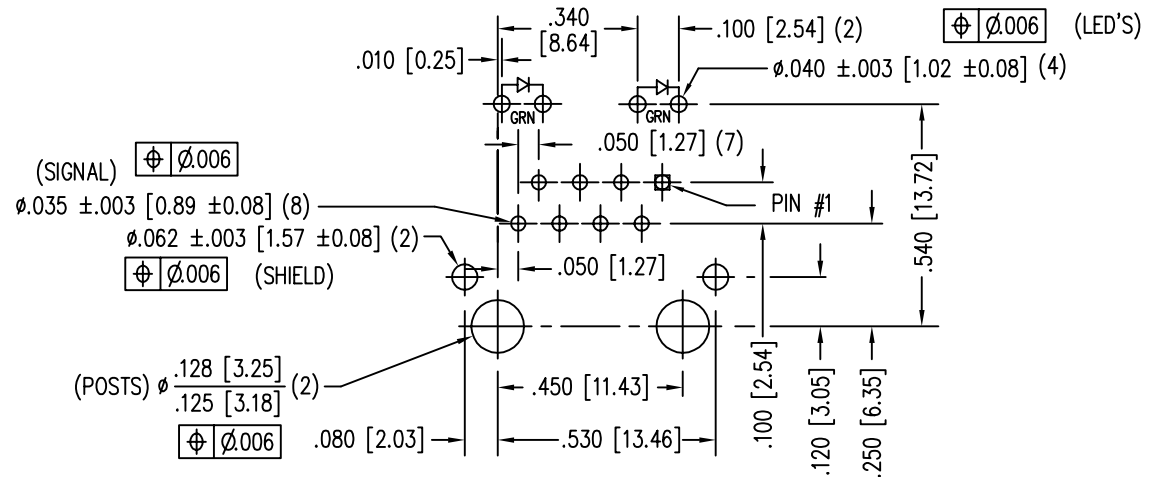 .340
[8.64]
.100 [2.54] (2)
⌖ Ø.006 (LED'S)
.010 [0.25]
Ø.040 ±.003 [1.02 ±0.08] (4)
GRN
GRN
.050 [1.27] (7)
(SIGNAL) ⌖ Ø.006
Ø.035 ±.003 [0.89 ±0.08] (8)
PIN #1
.540 [13.72]
Ø.062 ±.003 [1.57 ±0.08] (2)
⌖ Ø.006 (SHIELD)
.050 [1.27]
(POSTS) Ø .128 [3.25]
.125 [3.18] (2)
⌖ Ø.006
.450 [11.43]
.080 [2.03]
.530 [13.46]
.100 [2.54]
.120 [3.05]
.250 [6.35]